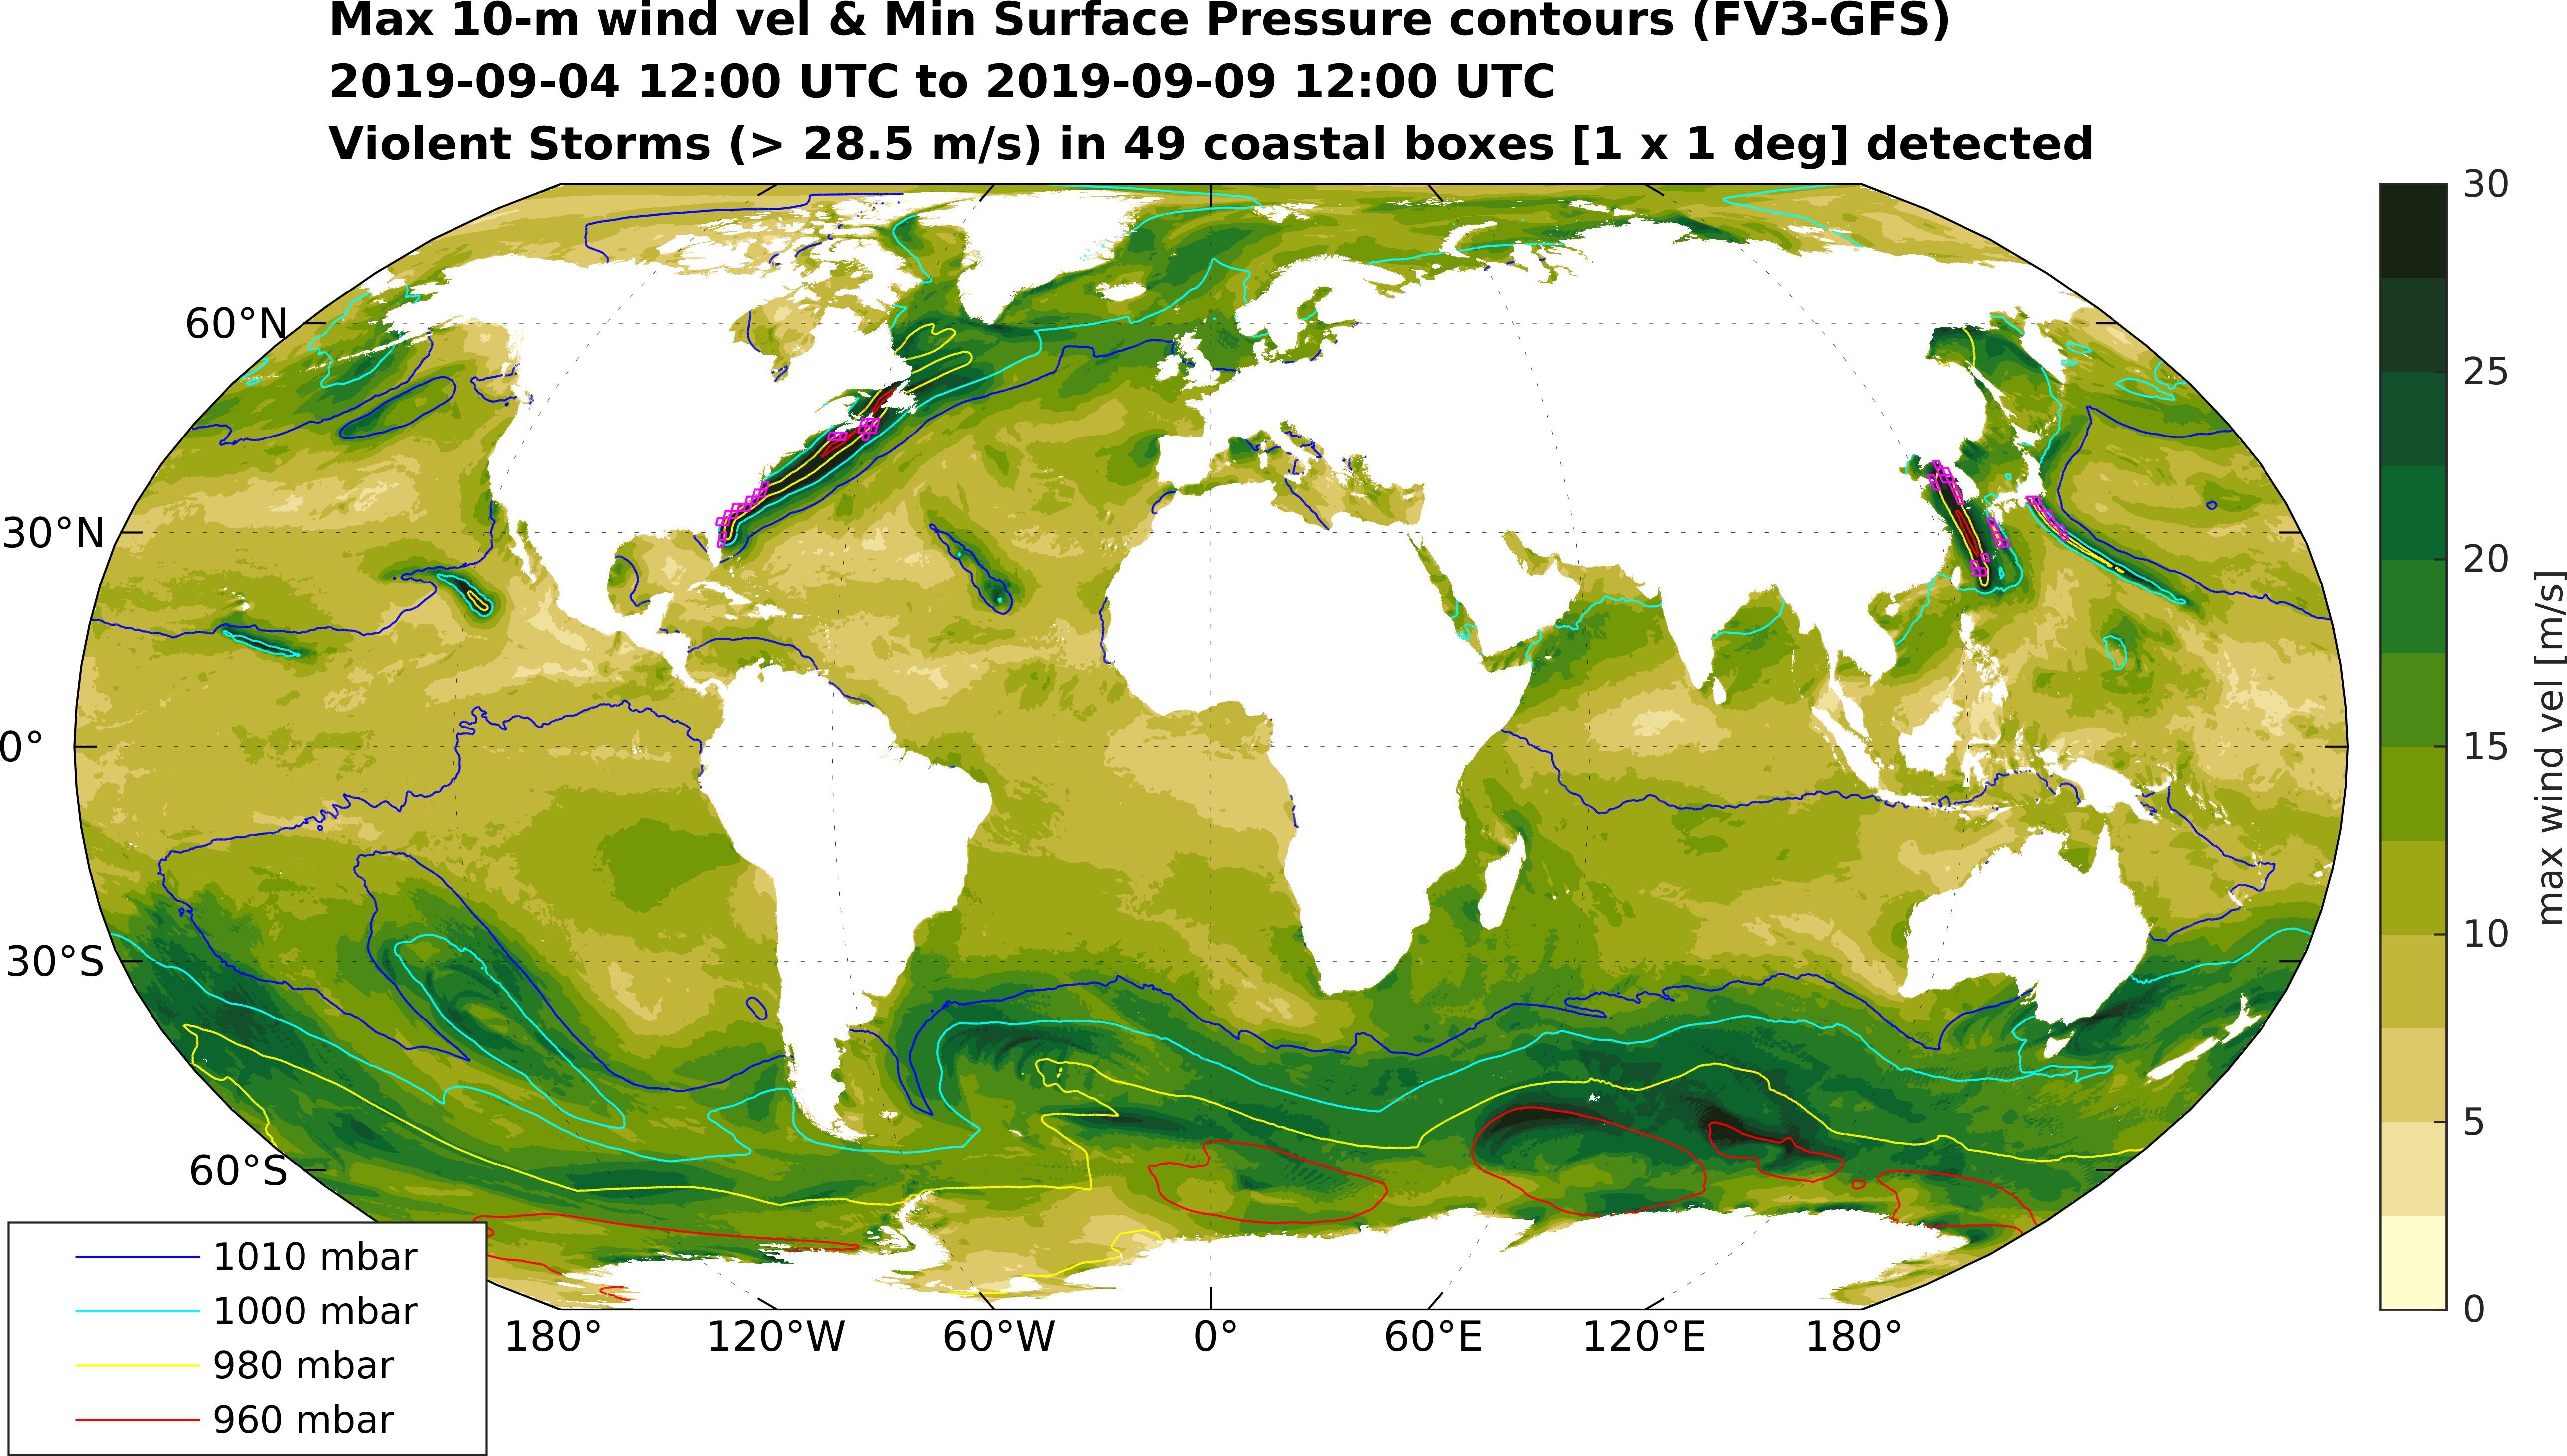 Max 10-m wind vel & Min Surface Pressure contours (FV3-GFS)
2019-09-04 12:00 UTC to 2019-09-09 12:00 UTC
Violent Storms (> 28.5 m/s) in 49 coastal boxes [1 x 1 deg] detected
60°N
30°N
0°
30°S
60°S
180°
120°W
60°W
0°
60°E
120°E
180°
1010 mbar
1000 mbar
980 mbar
960 mbar
30
25
20
15
10
5
0
max wind vel [m/s]